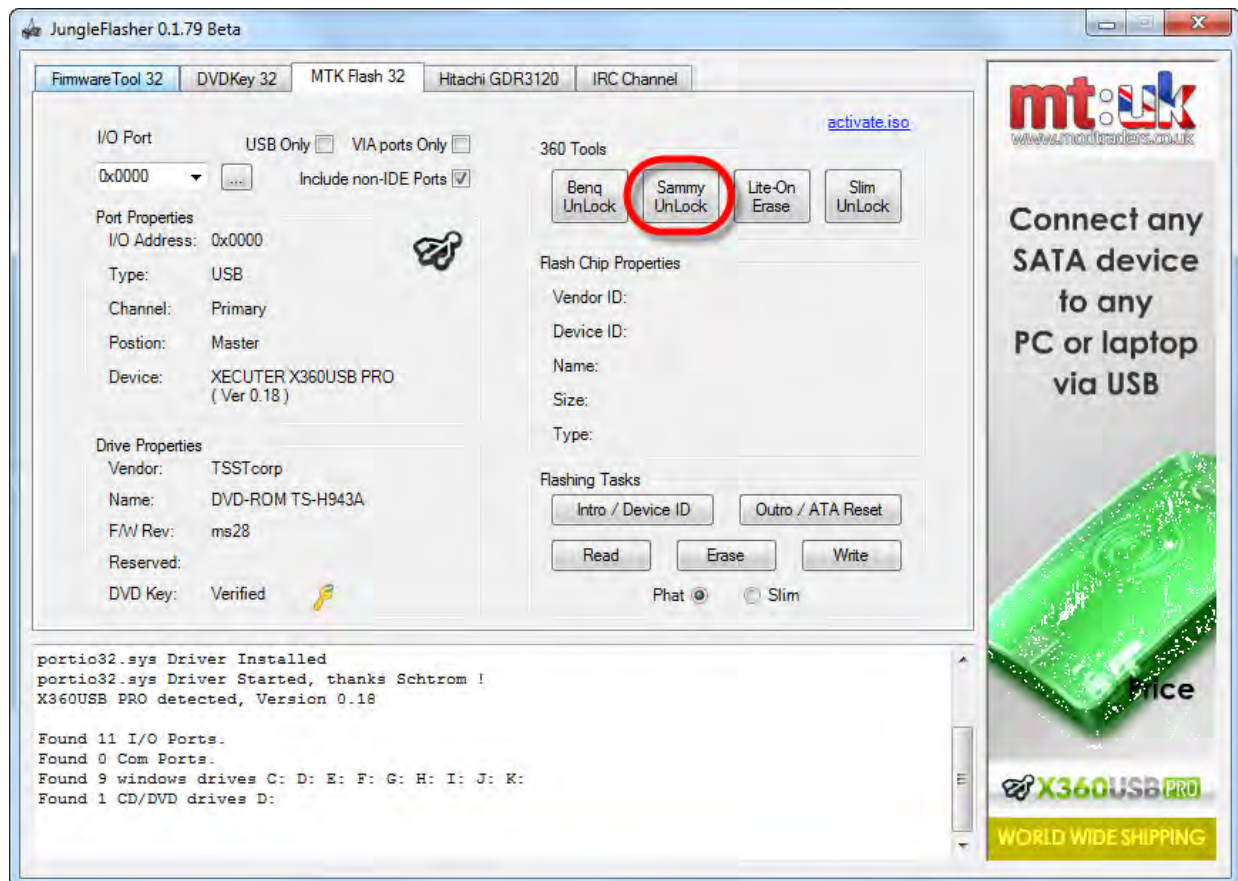 JungleFlasher 0.1.79 Beta
FirmwareTool 32 DVDKey 32 MTK Flash 32 Hitachi GDR3120 IRC Channel
activate.iso
I/O Port USB Only VIA ports Only
0x0000 ... Include non-IDE Ports
Port Properties
I/O Address: 0x0000
Type: USB
Channel: Primary
Postion: Master
Device: XECUTER X360USB PRO
( Ver 0.18 )
Drive Properties
Vendor: TSSTcorp
Name: DVD-ROM TS-H943A
F/W Rev: ms28
Reserved:
DVD Key: Verified
360 Tools
Benq UnLock
Sammy UnLock
Lite-On Erase
Slim UnLock
Flash Chip Properties
Vendor ID:
Device ID:
Name:
Size:
Type:
Flashing Tasks
Intro / Device ID Outro / ATA Reset
Read Erase Write
Phat Slim
portio32.sys Driver Installed
portio32.sys Driver Started, thanks Schtrom !
X360USB PRO detected, Version 0.18
Found 11 I/O Ports.
Found 0 Com Ports.
Found 9 windows drives C: D: E: F: G: H: I: J: K:
Found 1 CD/DVD drives D:
mt:uk
www.modtraders.co.uk
Connect any
SATA device
to any
PC or laptop
via USB
Price
X360USB PRO
WORLD WIDE SHIPPING